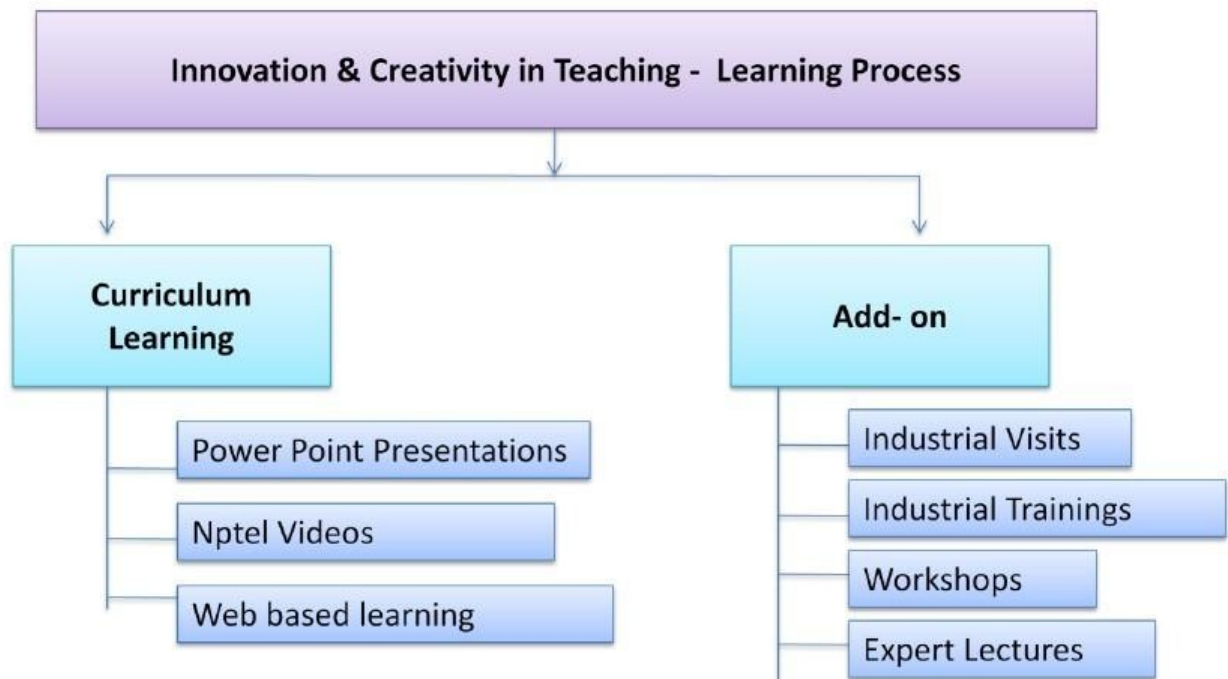 Innovation & Creativity in Teaching - Learning Process
Curriculum
Learning
Power Point Presentations
Nptel Videos
Web based learning
Add- on
Industrial Visits
Industrial Trainings
Workshops
Expert Lectures